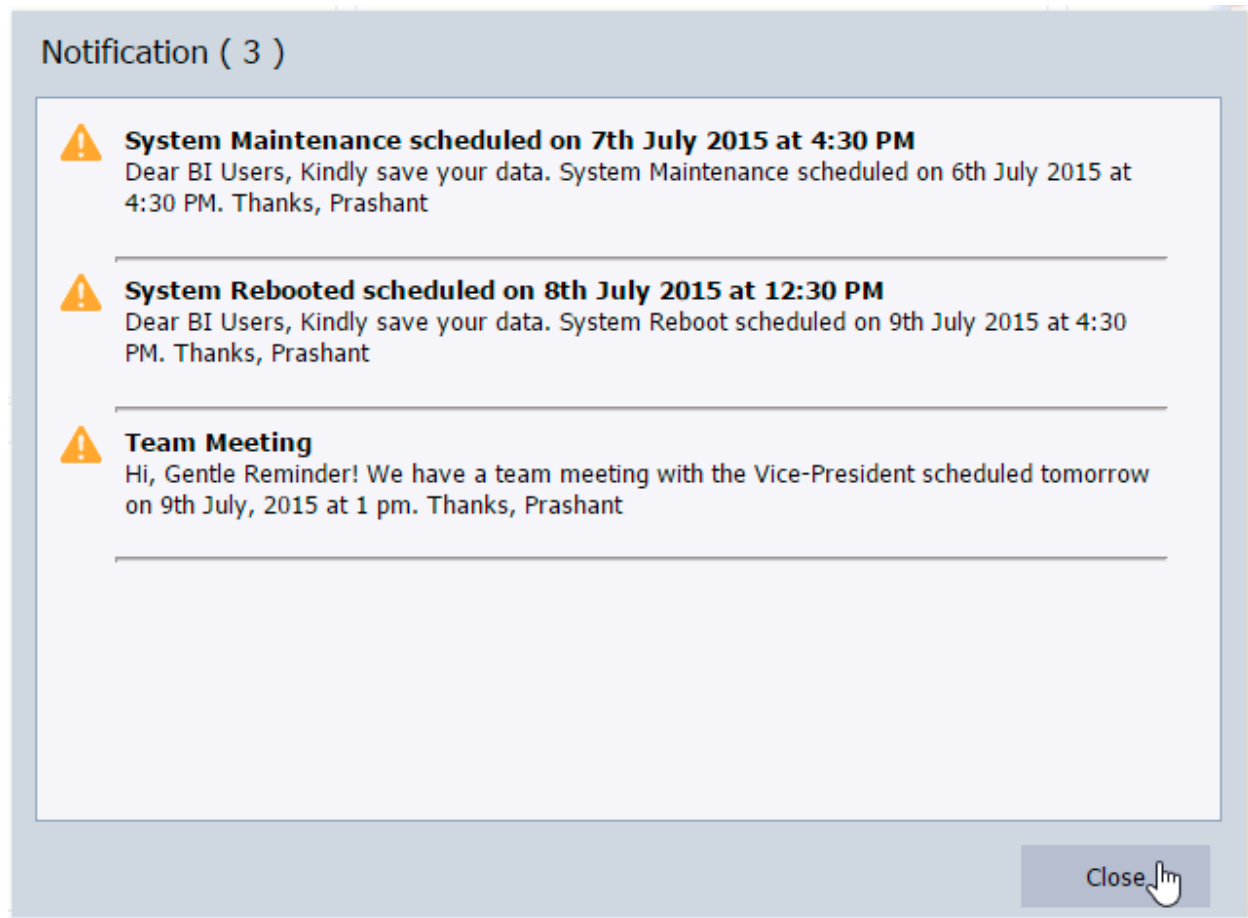 Notification ( 3 )
System Maintenance scheduled on 7th July 2015 at 4:30 PM
Dear BI Users, Kindly save your data. System Maintenance scheduled on 6th July 2015 at
4:30 PM. Thanks, Prashant
System Rebooted scheduled on 8th July 2015 at 12:30 PM
Dear BI Users, Kindly save your data. System Reboot scheduled on 9th July 2015 at 4:30
PM. Thanks, Prashant
Team Meeting
Hi, Gentle Reminder! We have a team meeting with the Vice-President scheduled tomorrow
on 9th July, 2015 at 1 pm. Thanks, Prashant
Close